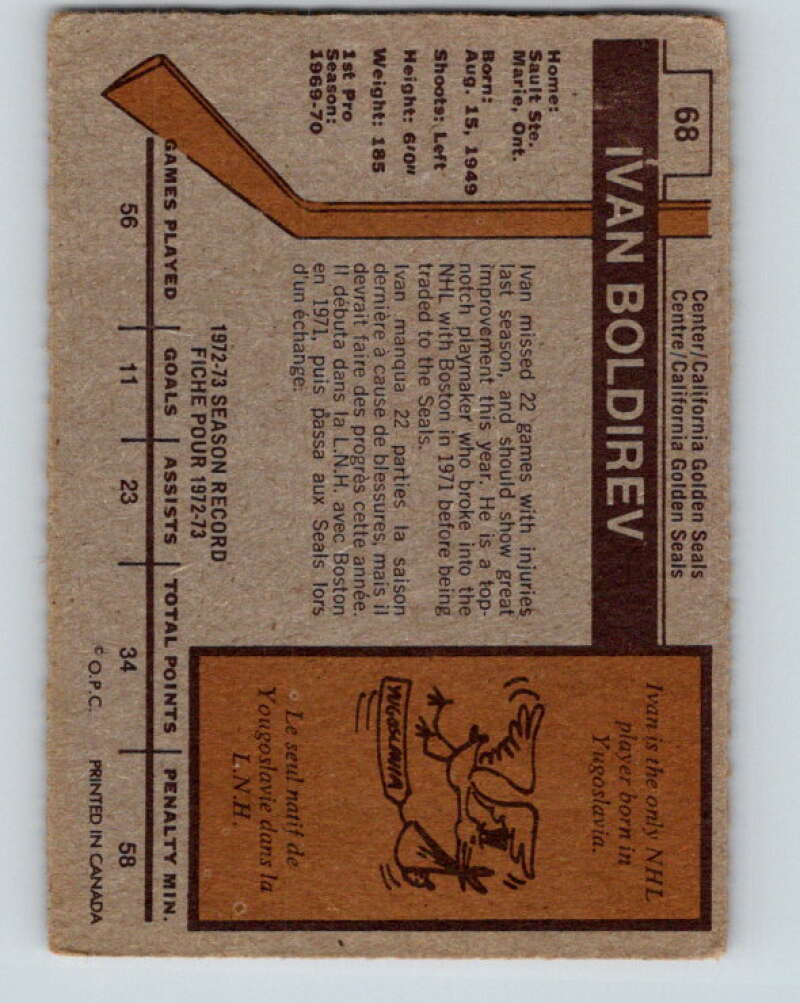 68
Center/California Golden Seals
Centre/California Golden Seals
IVAN BOLDIREV
Home:
Sault Ste.
Marie, Ont.
Born:
Aug. 15, 1949
Shoots: Left
Height: 6'0"
Weight: 185
1st Pro
Season:
1969-70
Ivan missed 22 games with injuries
last season, and should show great
improvement this year. He is a top-
notch playmaker who broke into the
NHL with Boston in 1971 before being
traded to the Seals.
Ivan manqua 22 parties la saison
dernière à cause de blessures, mais il
devrait faire des progrès cette année.
Il débuta dans la L.N.H. avec Boston
en 1971, puis passa aux Seals lors
d'un échange.
Ivan is the only NHL
player born in
Yugoslavia.
YUGOSLAVIA
Le seul natif de
Yougoslavie dans la
L.N.H.
1972-73 SEASON RECORD
FICHE POUR 1972-73
GAMES PLAYED GOALS ASSISTS TOTAL POINTS PENALTY MIN.
56 11 23 34 58
© O.P.C. PRINTED IN CANADA